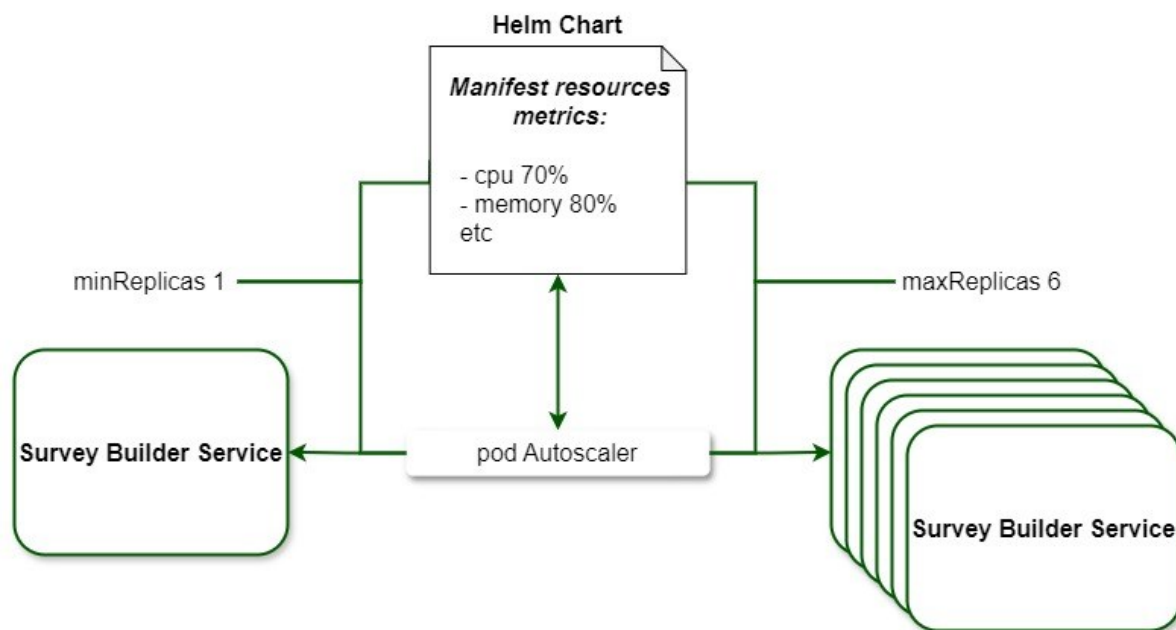 Helm Chart
Manifest resources
metrics:
- cpu 70%
- memory 80%
etc
minReplicas 1
maxReplicas 6
Survey Builder Service
pod Autoscaler
Survey Builder Service